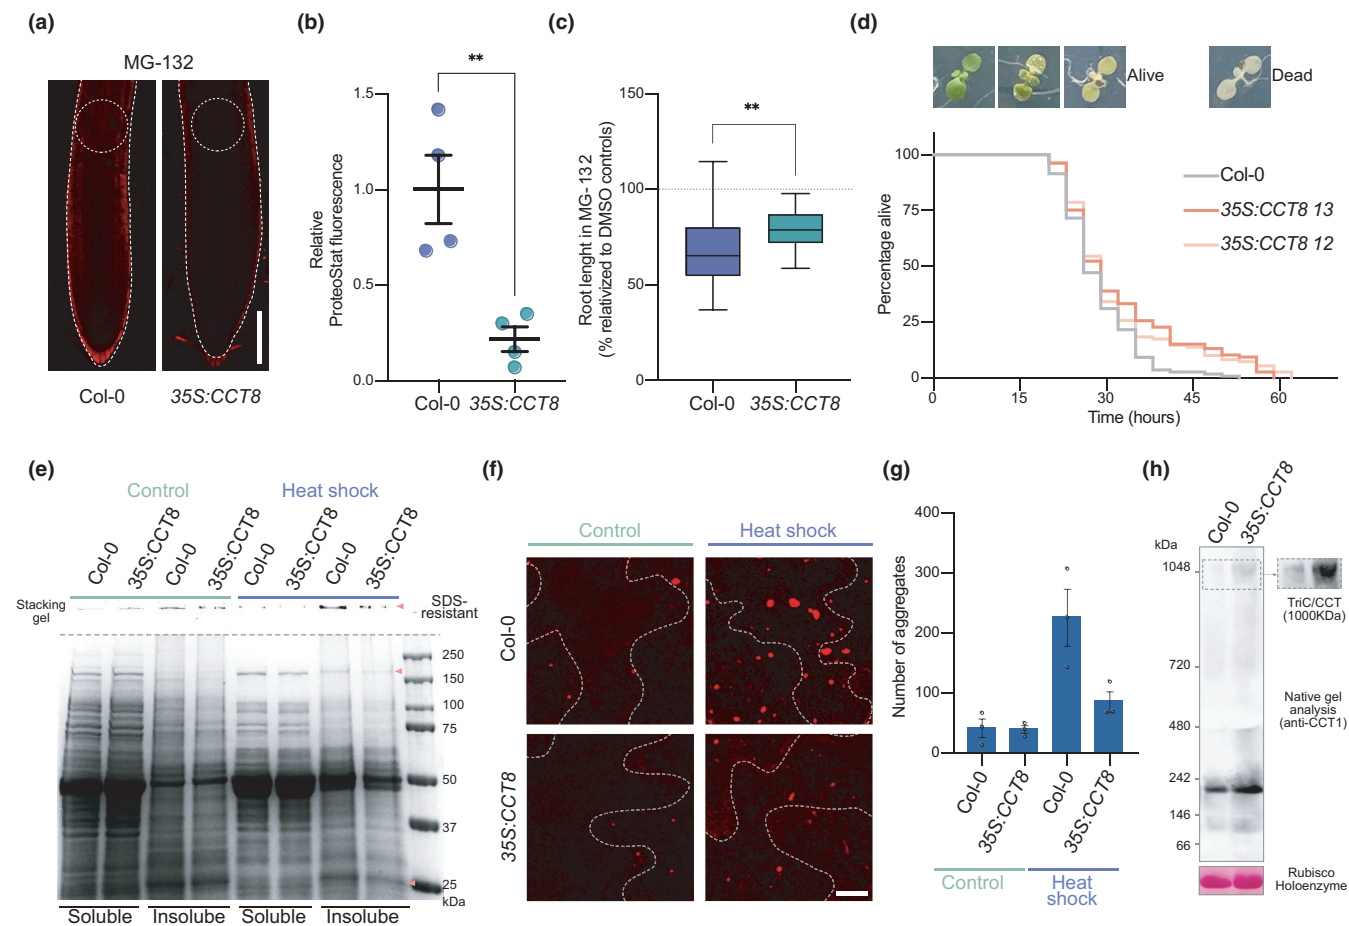 (a)
MG-132
Col-0
35S:CCT8
(b)
**
Relative
ProteoStat fluorescence
1.5
1.0
0.5
0.0
Col-0
35S:CCT8
(c)
**
Root lenght in MG-132
(% relativized to DMSO controls)
150
100
50
0
Col-0
35S:CCT8
(d)
Alive
Dead
Percentage alive
100
75
50
25
0
0
15
30
45
60
Time (hours)
Col-0
35S:CCT8 13
35S:CCT8 12
(e)
Control
Heat shock
Col-0
35S:CCT8
Col-0
35S:CCT8
Col-0
35S:CCT8
Col-0
35S:CCT8
Stacking
gel
SDS-
resistant
250
150
100
75
50
37
25
kDa
Soluble
Insolube
Soluble
Insolube
(f)
Control
Heat shock
Col-0
35S:CCT8
(g)
Number of aggregates
400
300
200
100
0
Col-0
35S:CCT8
Col-0
35S:CCT8
Control
Heat
shock
(h)
Col-0
35S:CCT8
kDa
1048
720
480
242
146
66
TriC/CCT
(1000KDa)
Native gel
analysis
(anti-CCT1)
Rubisco
Holoenzyme